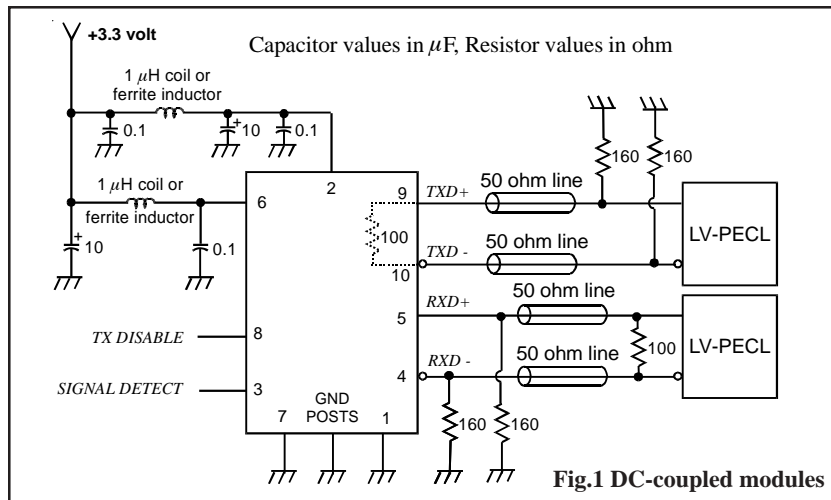 +3.3 volt
Capacitor values in µF, Resistor values in ohm
1 µH coil or
ferrite inductor
0.1
+
10
0.1
160
160
2
9
TXD+
50 ohm line
LV-PECL
1 µH coil or
ferrite inductor
6
100
+
10
0.1
10
TXD -
50 ohm line
5
RXD+
50 ohm line
TX DISABLE
8
100
LV-PECL
4
RXD -
50 ohm line
SIGNAL DETECT
3
GND
POSTS
7
1
160
160
Fig.1 DC-coupled modules